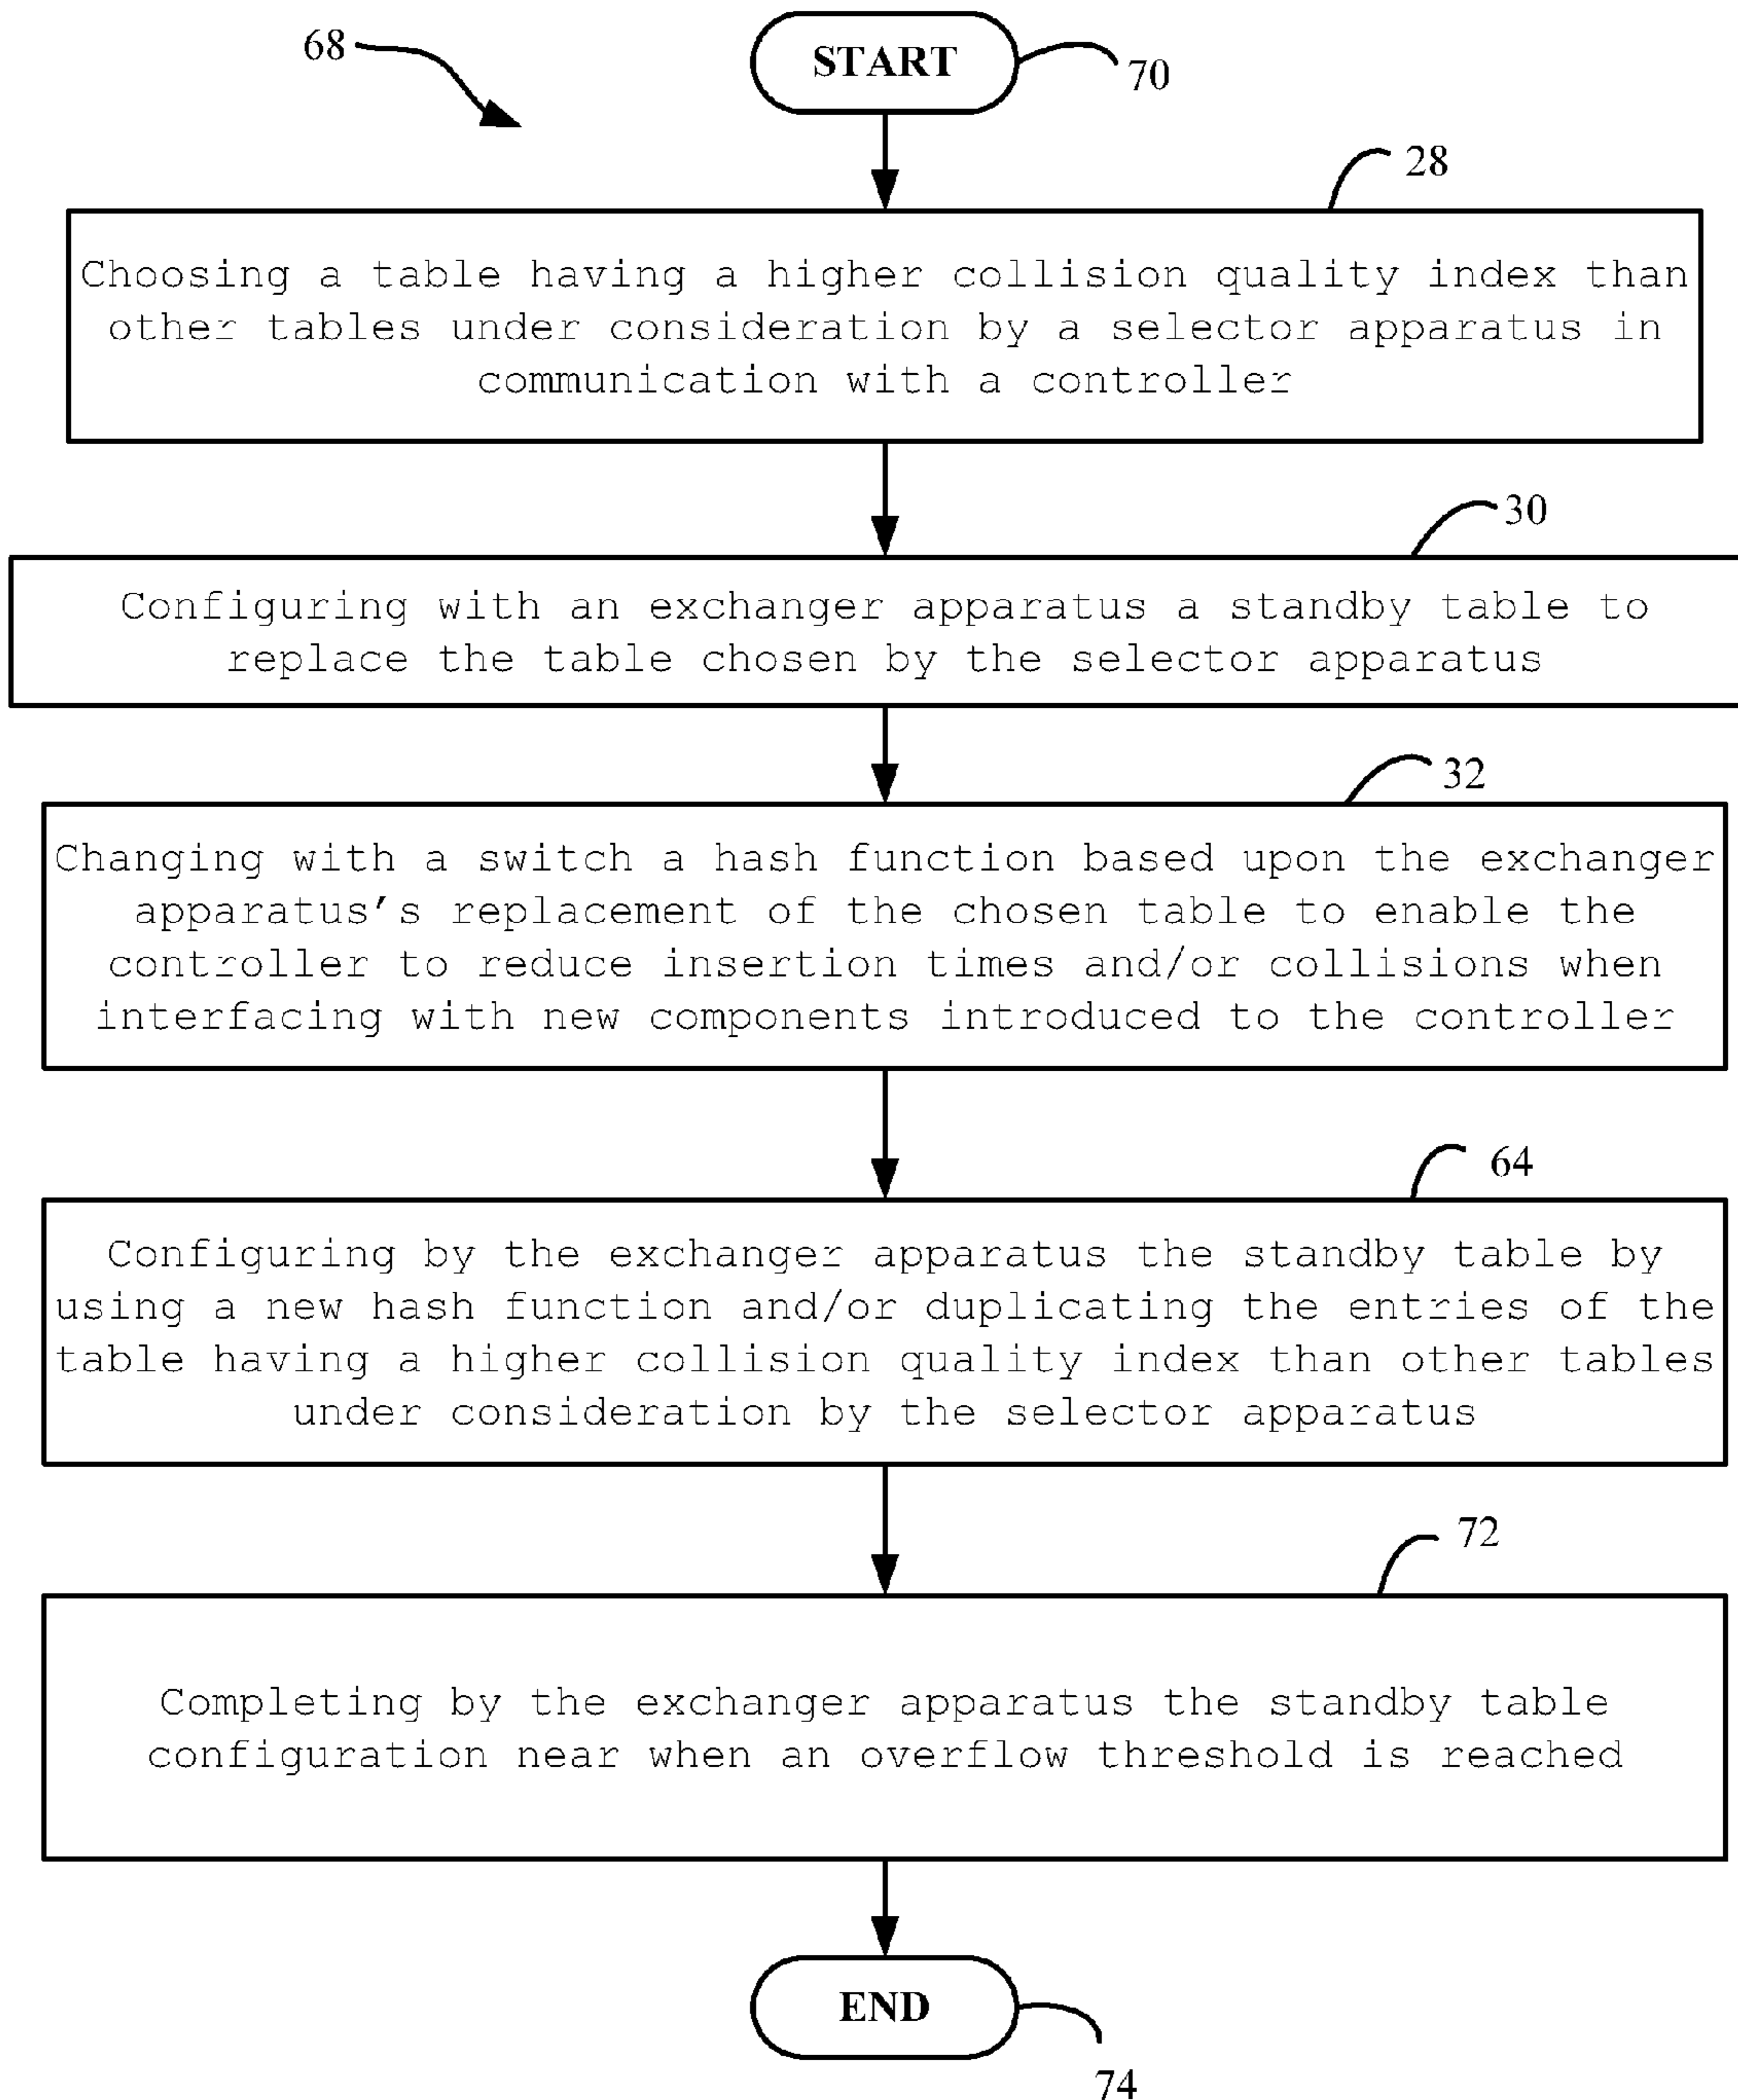 68
START
70
28
Choosing a table having a higher collision quality index than
other tables under consideration by a selector apparatus in
communication with a controller
30
Configuring with an exchanger apparatus a standby table to
replace the table chosen by the selector apparatus
32
Changing with a switch a hash function based upon the exchanger
apparatus's replacement of the chosen table to enable the
controller to reduce insertion times and/or collisions when
interfacing with new components introduced to the controller
64
Configuring by the exchanger apparatus the standby table by
using a new hash function and/or duplicating the entries of the
table having a higher collision quality index than other tables
under consideration by the selector apparatus
72
Completing by the exchanger apparatus the standby table
configuration near when an overflow threshold is reached
END
74